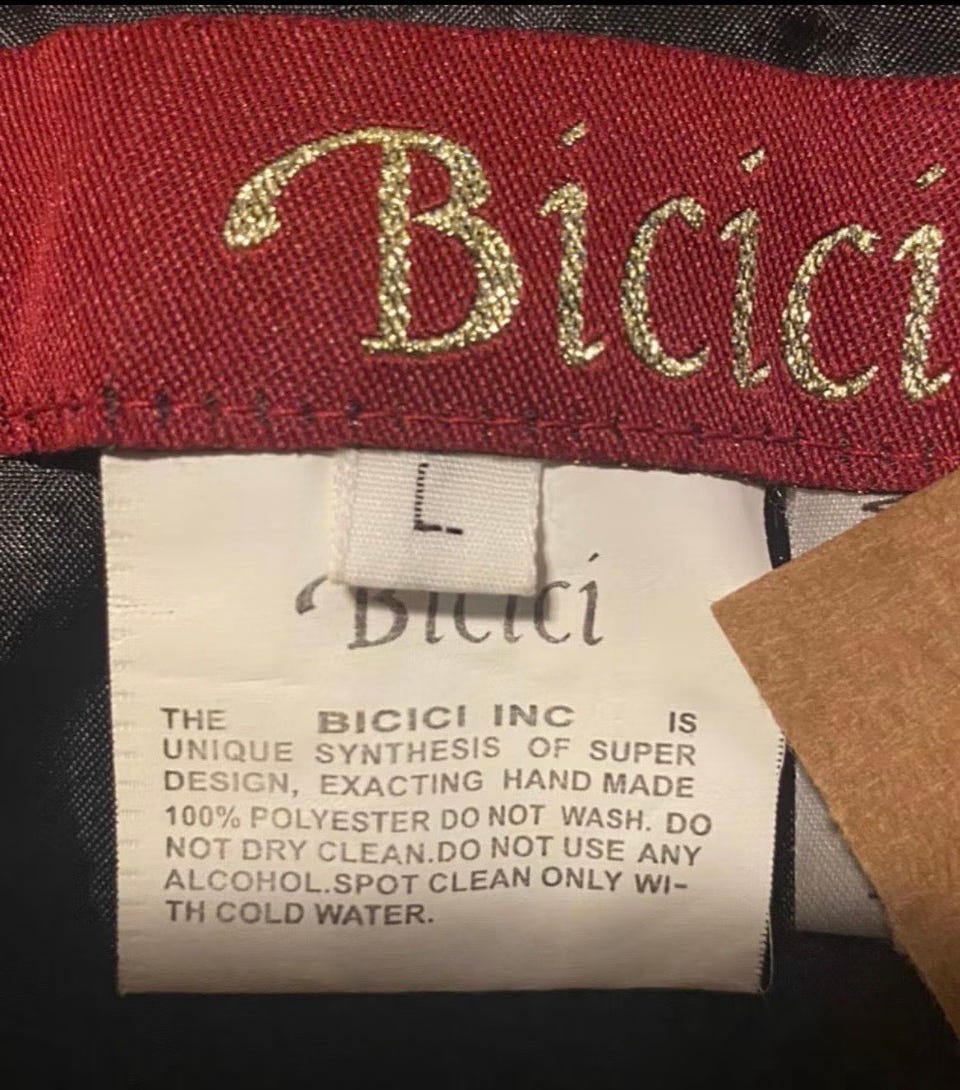 Bicici
L
Bicici
THE BICICI INC IS
UNIQUE SYNTHESIS OF SUPER
DESIGN, EXACTING HAND MADE
100% POLYESTER DO NOT WASH. DO
NOT DRY CLEAN.DO NOT USE ANY
ALCOHOL.SPOT CLEAN ONLY WI-
TH COLD WATER.